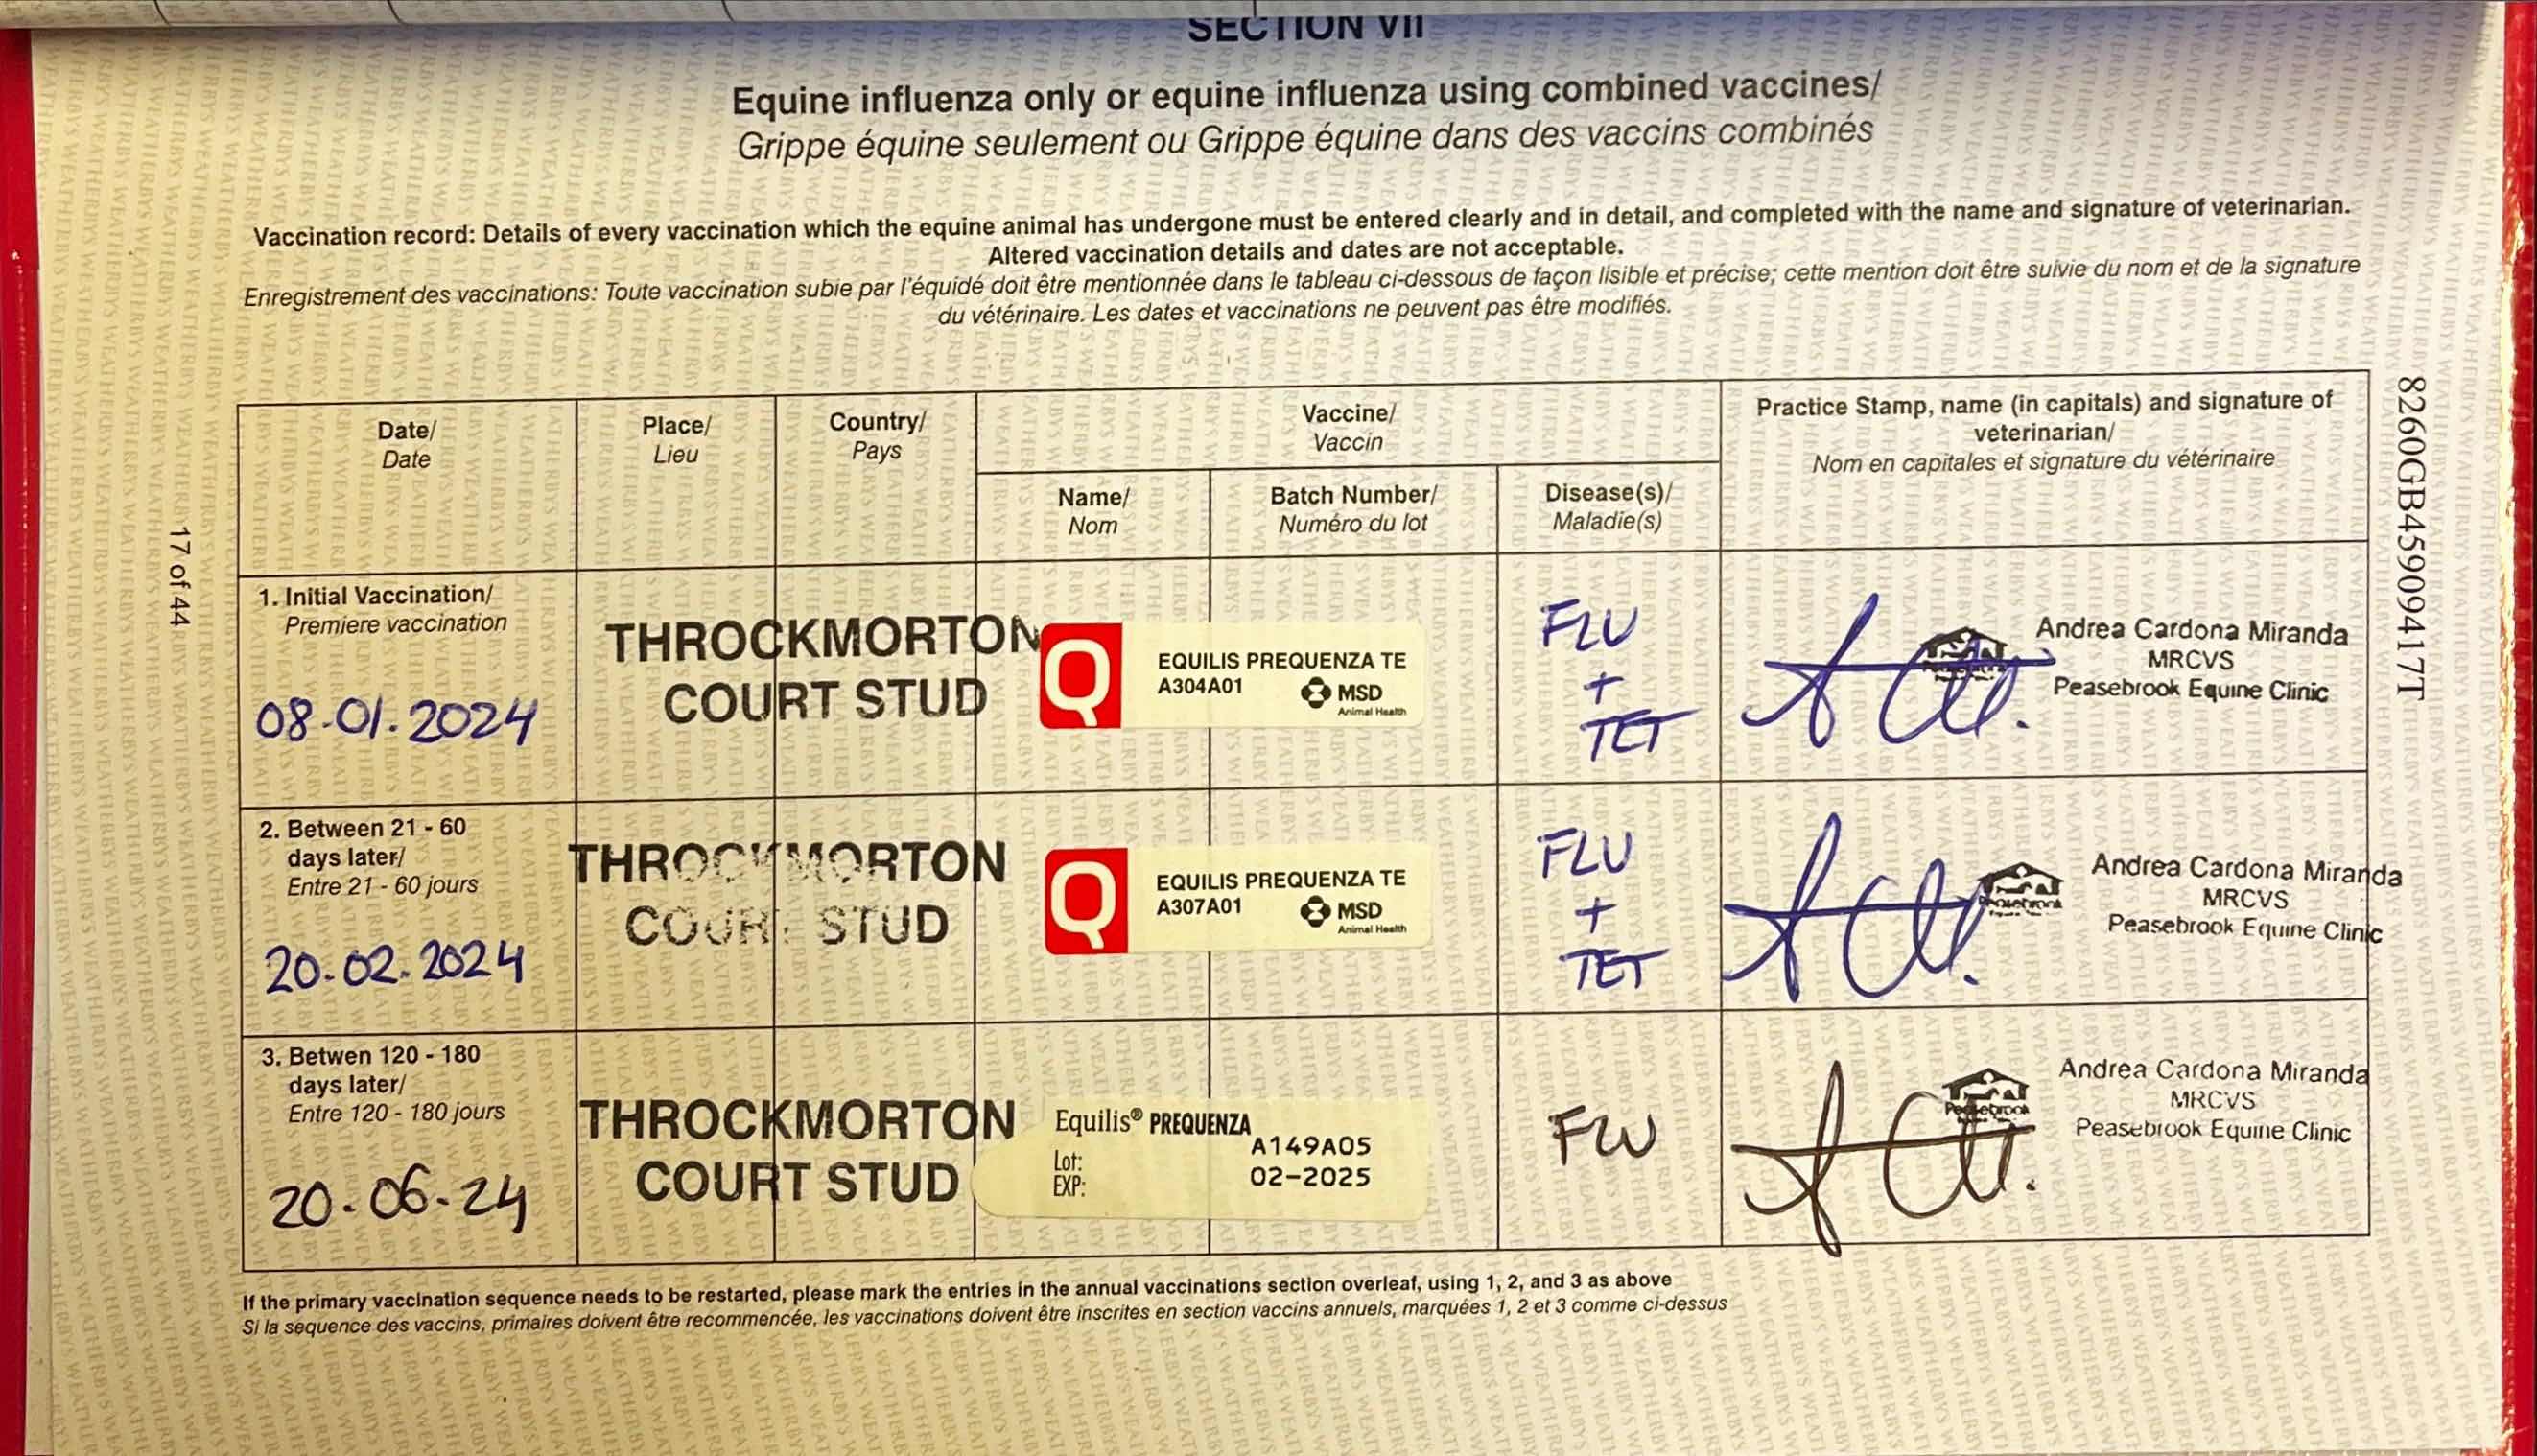 SECTION VII
Equine influenza only or equine influenza using combined vaccines/
Grippe équine seulement ou Grippe équine dans des vaccins combinés
Vaccination record: Details of every vaccination which the equine animal has undergone must be entered clearly and in detail, and completed with the name and signature of veterinarian.
Altered vaccination details and dates are not acceptable.
Enregistrement des vaccinations: Toute vaccination subie par l'équidé doit être mentionnée dans le tableau ci-dessous de façon lisible et précise; cette mention doit être suivie du nom et de la signature
du vétérinaire. Les dates et vaccinations ne peuvent pas être modifiés.
Date/
Date
Place/
Lieu
Country/
Pays
Vaccine/
Vaccin
Name/
Nom
Batch Number/
Numéro du lot
Disease(s)/
Maladie(s)
Practice Stamp, name (in capitals) and signature of
veterinarian/
Nom en capitales et signature du vétérinaire
1. Initial Vaccination/
Premiere vaccination
08.01.2024
THROCKMORTON
COURT STUD
Q
EQUILIS PREQUENZA TE
A304A01
MSD
Animal Health
FLU
+
TET
Andrea Cardona Miranda
MRCVS
Peasebrook Equine Clinic
2. Between 21 - 60
days later/
Entre 21 - 60 jours
20.02.2024
THROCKMORTON
COURT STUD
Q
EQUILIS PREQUENZA TE
A307A01
MSD
Animal Health
FLU
+
TET
Peasebrook
Andrea Cardona Miranda
MRCVS
Peasebrook Equine Clinic
3. Betwen 120 - 180
days later/
Entre 120 - 180 jours
20.06.24
THROCKMORTON
COURT STUD
Equilis® PREQUENZA
Lot: A149A05
EXP: 02-2025
FLU
Peasebrook
Andrea Cardona Miranda
MRCVS
Peasebrook Equine Clinic
If the primary vaccination sequence needs to be restarted, please mark the entries in the annual vaccinations section overleaf, using 1, 2, and 3 as above
Si la sequence des vaccins, primaires doivent être recommencée, les vaccinations doivent être inscrites en section vaccins annuels, marquées 1, 2 et 3 comme ci-dessus
17 of 44
8260GB45909417T
WEATHERBYS